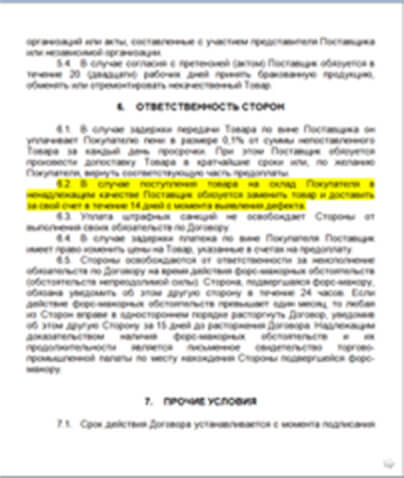 организаций или акты, составленные с участием представителя Поставщика
или независимой организации.
5.4. В случае согласия с претензией (актом) Поставщик обязуется в
течение 20 (двадцати) рабочих дней принять бракованную продукцию,
обменять или отремонтировать некачественный Товар.
6. ОТВЕТСТВЕННОСТЬ СТОРОН
6.1. В случае задержки передачи Товара по вине Поставщика он
уплачивает Покупателю пени в размере 0,1% от суммы непоставленного
Товара за каждый день просрочки. При этом Поставщик обязуется
произвести допоставку Товара в кратчайшие сроки или, по желанию
Покупателя, вернуть соответствующую часть предоплаты.
6.2. В случае поступления товара на склад Покупателя в
ненадлежащем качестве Поставщик обязуется заменить товар и доставить
за свой счет в течение 14 дней с момента выявления дефекта.
6.3. Уплата штрафных санкций не освобождает Стороны от
выполнения своих обязательств по Договору.
6.4. В случае задержки платежа по вине Покупателя Поставщик
имеет право изменить цены на Товар, указанные в счетах на предоплату.
6.5. Стороны освобождаются от ответственности за неисполнение
обязательств по Договору на время действия форс-мажорных обстоятельств
(обстоятельств непреодолимой силы). Сторона, подвергшаяся форс-мажору,
обязана уведомить об этом другую сторону в течение 24 часов. Если
действие форс-мажорных обстоятельств превышает один месяц, то любая
из Сторон вправе в одностороннем порядке расторгнуть Договор, уведомив
об этом другую Сторону за 15 дней до расторжения Договора. Надлежащим
доказательством наличия форс-мажорных обстоятельств и их
продолжительности является письменное свидетельство торгово-
промышленной палаты по месту нахождения Стороны подвергшейся форс-
мажору.
7. ПРОЧИЕ УСЛОВИЯ
7.1. Срок действия Договора устанавливается с момента подписания